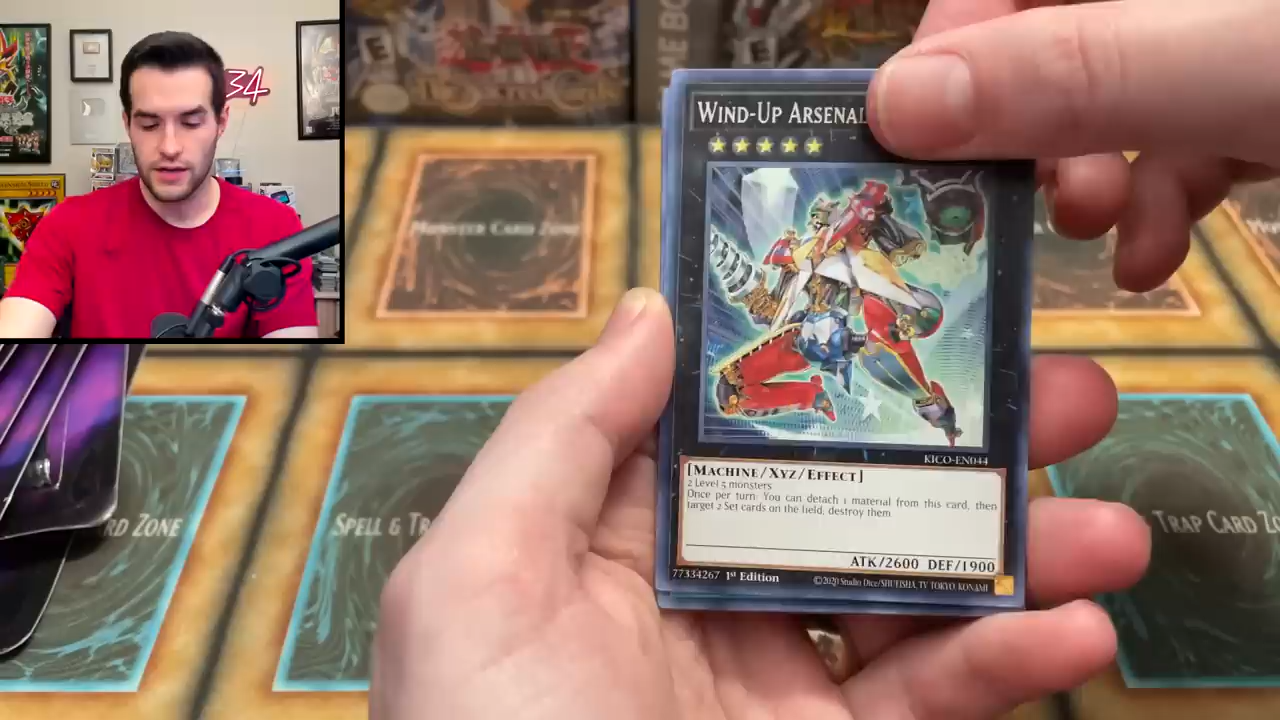 34
WIND-UP ARSENAL
MONSTER CARD ZONE
KICO-EN044
[MACHINE/XYZ/EFFECT]
2 Level 5 monsters
Once per turn: You can detach 1 material from this card, then
target 2 Set cards on the field; destroy them.
ATK/2600 DEF/1900
77334267 1st Edition
©2020 Studio Dice/SHUEISHA, TV TOKYO, KONAMI
RD ZONE
SPELL & TR
TRAP CARD Z